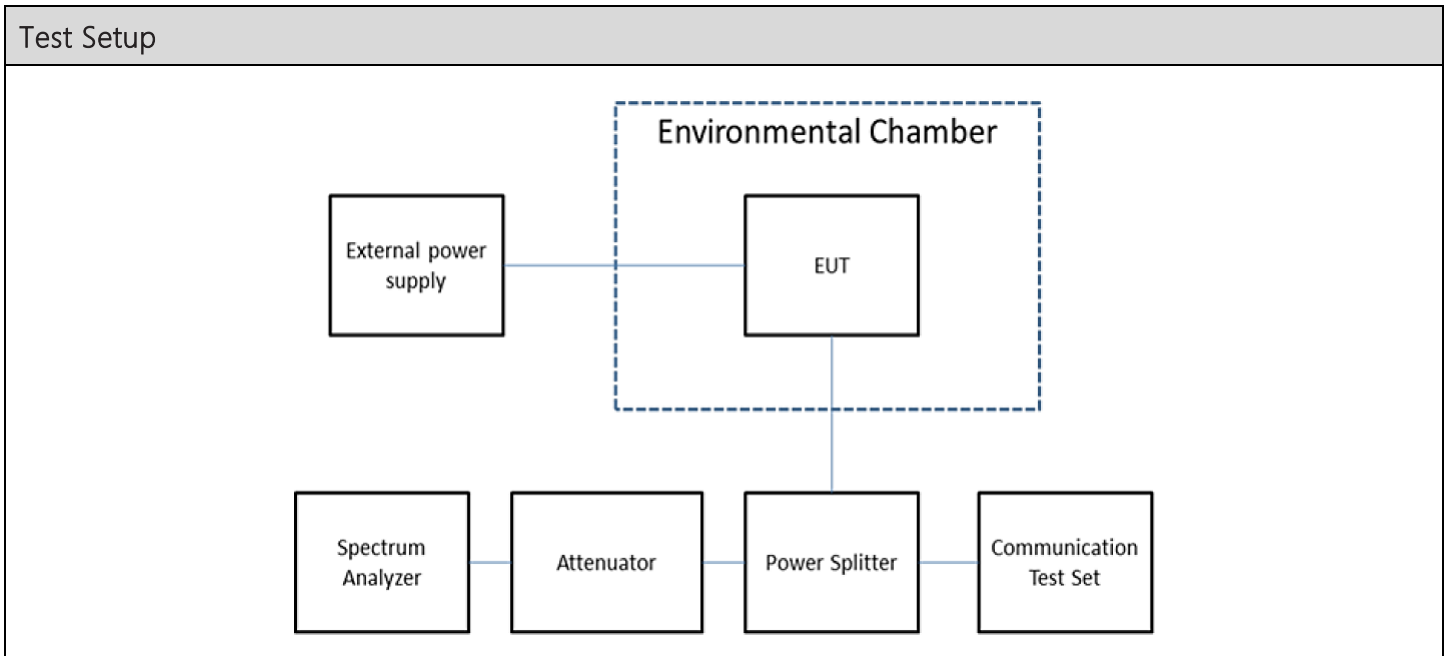 Test Setup
Environmental Chamber
External power
supply
EUT
Spectrum
Analyzer
Attenuator
Power Splitter
Communication
Test Set